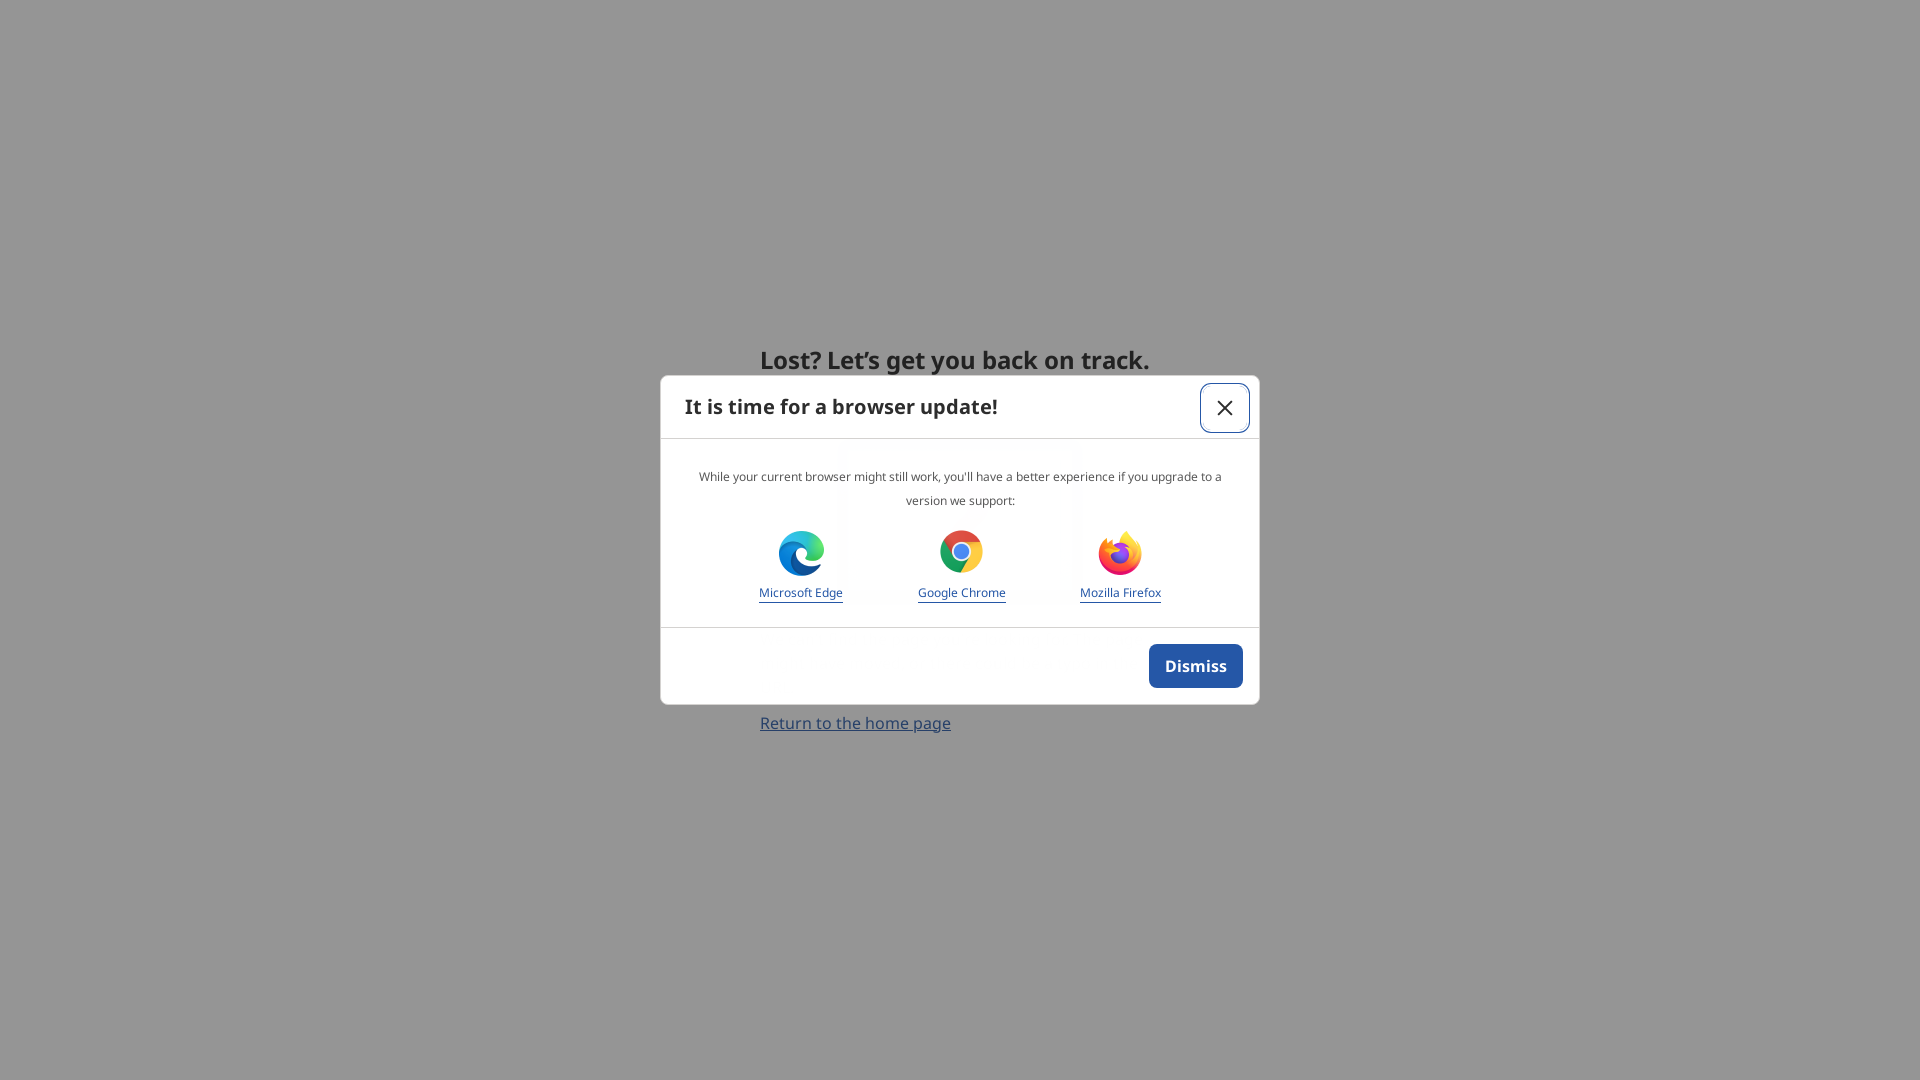 Lost? Let’s get you back on track.
It is time for a browser update!
While your current browser might still work, you'll have a better experience if you upgrade to a
version we support:
Microsoft Edge
Google Chrome
Mozilla Firefox
Dismiss
Return to the home page